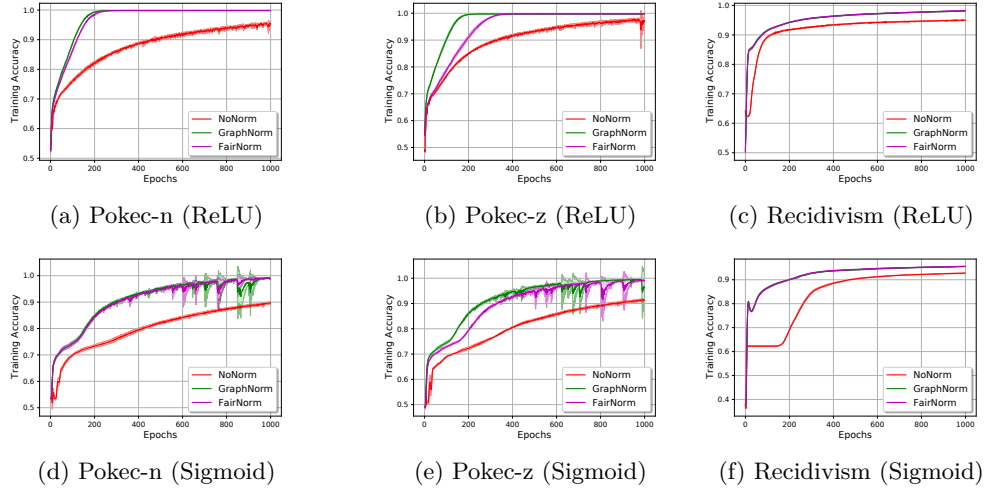 Training Accuracy
1.0
0.9
0.8
0.7
0.6
0.5
0 200 400 600 800 1000
Epochs
NoNorm
GraphNorm
FairNorm
(a) Pokec-n (ReLU)
Training Accuracy
1.0
0.9
0.8
0.7
0.6
0.5
0 200 400 600 800 1000
Epochs
NoNorm
GraphNorm
FairNorm
(b) Pokec-z (ReLU)
Training Accuracy
1.0
0.9
0.8
0.7
0.6
0.5
0 200 400 600 800 1000
Epochs
NoNorm
GraphNorm
FairNorm
(c) Recidivism (ReLU)
Training Accuracy
1.0
0.9
0.8
0.7
0.6
0.5
0 200 400 600 800 1000
Epochs
NoNorm
GraphNorm
FairNorm
(d) Pokec-n (Sigmoid)
Training Accuracy
1.0
0.9
0.8
0.7
0.6
0.5
0 200 400 600 800 1000
Epochs
NoNorm
GraphNorm
FairNorm
(e) Pokec-z (Sigmoid)
Training Accuracy
0.9
0.8
0.7
0.6
0.5
0.4
0 200 400 600 800 1000
Epochs
NoNorm
GraphNorm
FairNorm
(f) Recidivism (Sigmoid)